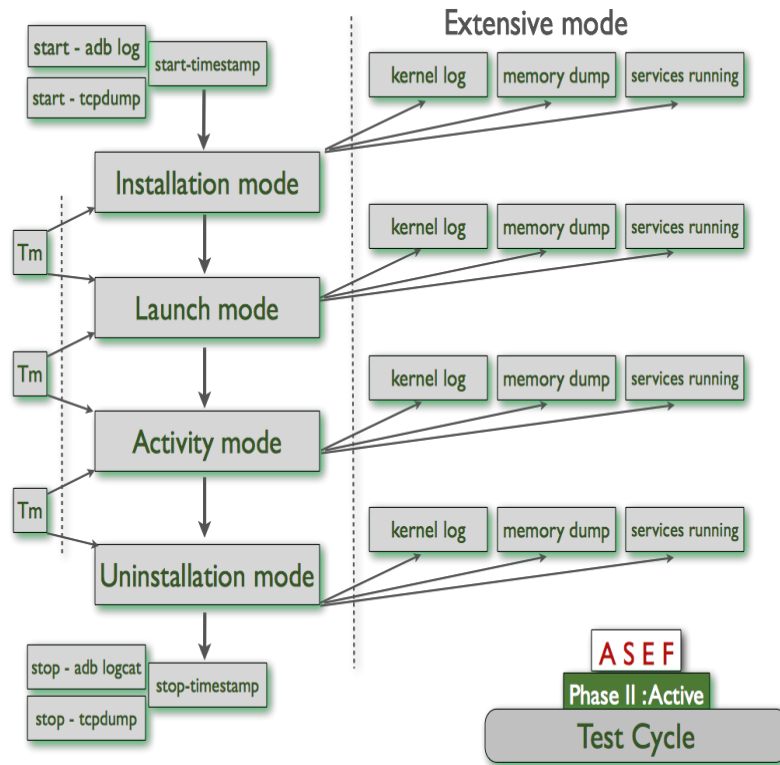 Extensive mode
start - adb log
start-timestamp
start - tcpdump
kernel log
memory dump
services running
Installation mode
Tm
kernel log
memory dump
services running
Launch mode
Tm
kernel log
memory dump
services running
Activity mode
Tm
kernel log
memory dump
services running
Uninstallation mode
stop - adb logcat
stop-timestamp
stop - tcpdump
A S E F
Phase II :Active
Test Cycle